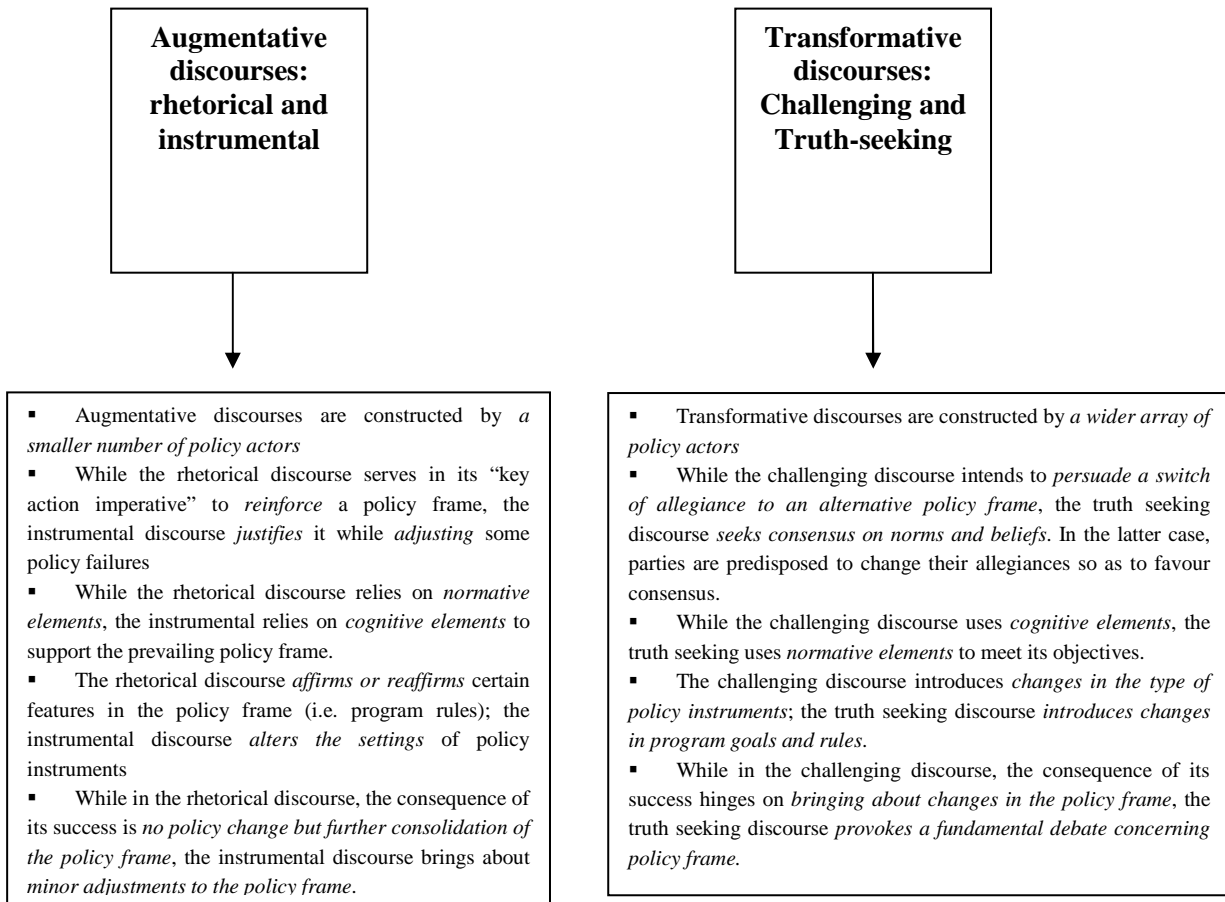 Augmentative
discourses:
rhetorical and
instrumental
Transformative
discourses:
Challenging and
Truth-seeking
▪ Augmentative discourses are constructed by a
smaller number of policy actors
▪ While the rhetorical discourse serves in its “key
action imperative” to reinforce a policy frame, the
instrumental discourse justifies it while adjusting some
policy failures
▪ While the rhetorical discourse relies on normative
elements, the instrumental relies on cognitive elements to
support the prevailing policy frame.
▪ The rhetorical discourse affirms or reaffirms certain
features in the policy frame (i.e. program rules); the
instrumental discourse alters the settings of policy
instruments
▪ While in the rhetorical discourse, the consequence of
its success is no policy change but further consolidation of
the policy frame, the instrumental discourse brings about
minor adjustments to the policy frame.
▪ Transformative discourses are constructed by a wider array of
policy actors
▪ While the challenging discourse intends to persuade a switch
of allegiance to an alternative policy frame, the truth seeking
discourse seeks consensus on norms and beliefs. In the latter case,
parties are predisposed to change their allegiances so as to favour
consensus.
▪ While the challenging discourse uses cognitive elements, the
truth seeking uses normative elements to meet its objectives.
▪ The challenging discourse introduces changes in the type of
policy instruments; the truth seeking discourse introduces changes
in program goals and rules.
▪ While in the challenging discourse, the consequence of its
success hinges on bringing about changes in the policy frame, the
truth seeking discourse provokes a fundamental debate concerning
policy frame.